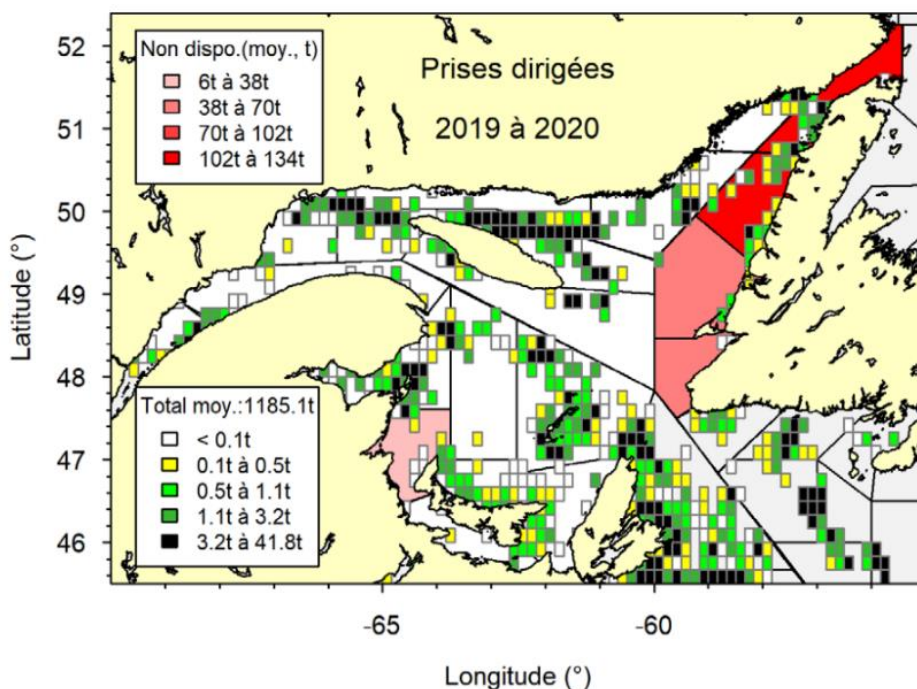 52
51
50
49
48
47
46
Latitude (°)
Non dispo.(moy., t)
6t à 38t
38t à 70t
70t à 102t
102t à 134t
Prises dirigées
2019 à 2020
Total moy.:1185.1t
< 0.1t
0.1t à 0.5t
0.5t à 1.1t
1.1t à 3.2t
3.2t à 41.8t
-65
-60
Longitude (°)